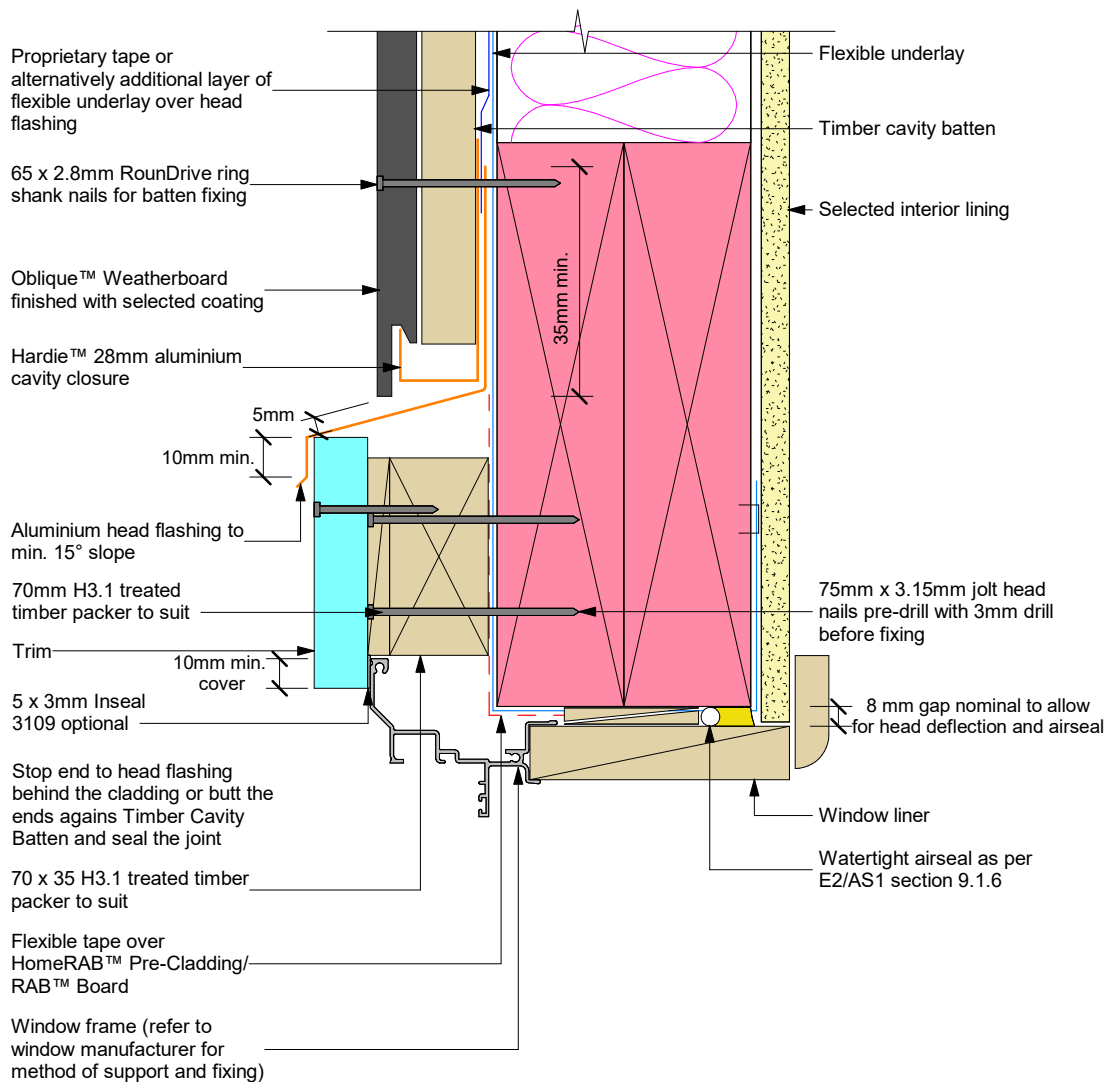 Proprietary tape or
alternatively additional layer of
flexible underlay over head
flashing
65 x 2.8mm RounDrive ring
shank nails for batten fixing
Oblique™ Weatherboard
finished with selected coating
Hardie™ 28mm aluminium
cavity closure
5mm
10mm min.
Aluminium head flashing to
min. 15° slope
70mm H3.1 treated
timber packer to suit
Trim
10mm min.
cover
5 x 3mm Inseal
3109 optional
Stop end to head flashing
behind the cladding or butt the
ends agains Timber Cavity
Batten and seal the joint
70 x 35 H3.1 treated timber
packer to suit
Flexible tape over
HomeRAB™ Pre-Cladding/
RAB™ Board
Window frame (refer to
window manufacturer for
method of support and fixing)
35mm min.
Flexible underlay
Timber cavity batten
Selected interior lining
75mm x 3.15mm jolt head
nails pre-drill with 3mm drill
before fixing
8 mm gap nominal to allow
for head deflection and airseal
Window liner
Watertight airseal as per
E2/AS1 section 9.1.6